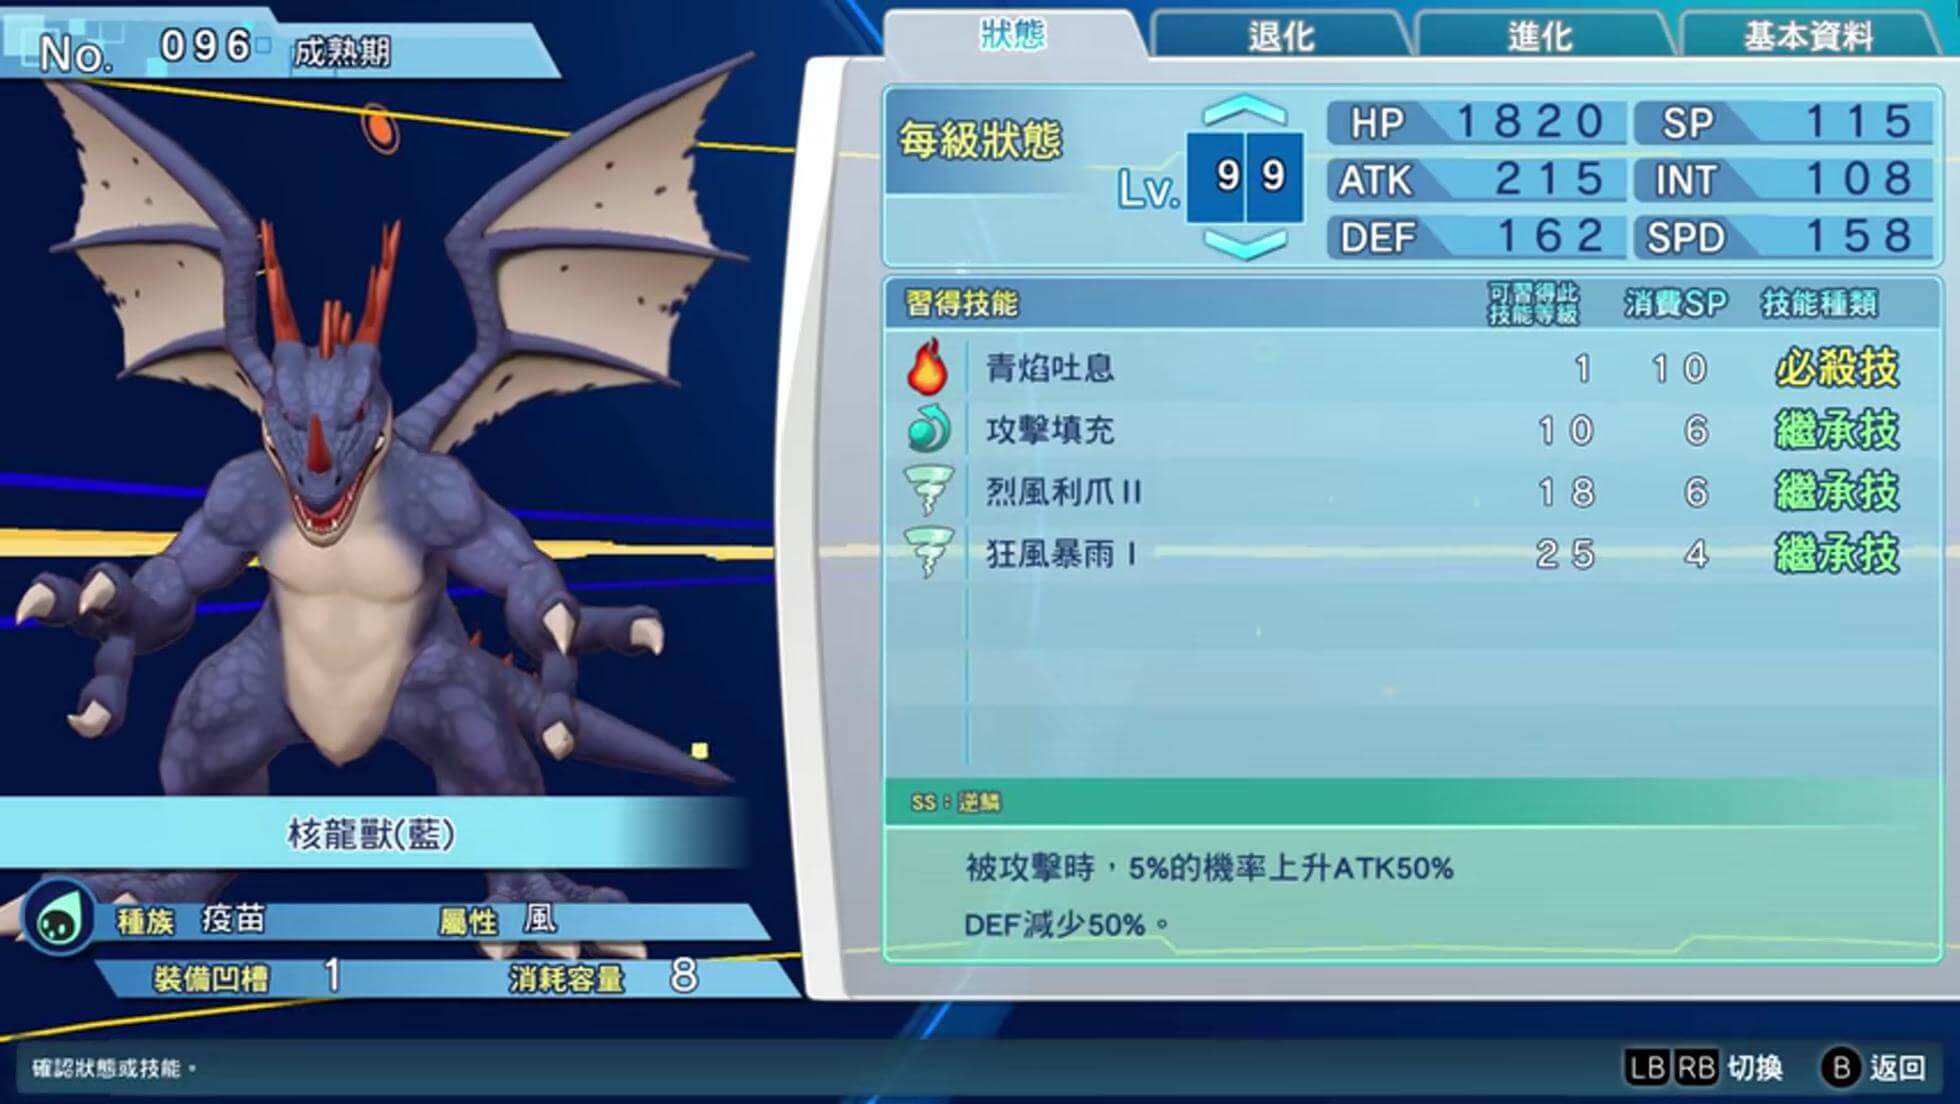 No. 096 成熟期
狀態 退化 進化 基本資料
每級狀態
Lv. 99
HP 1820 SP 115
ATK 215 INT 108
DEF 162 SPD 158
習得技能 可習得此技能等級 消費SP 技能種類
青焰吐息 1 10 必殺技
攻擊填充 10 6 繼承技
烈風利爪II 18 6 繼承技
狂風暴雨I 25 4 繼承技
SS:逆鱗
被攻擊時,5%的機率上升ATK50%
DEF減少50%。
核龍獸(藍)
種族 疫苗 屬性 風
裝備凹槽 1 消耗容量 8
確認狀態或技能。
LB RB 切換 B 返回